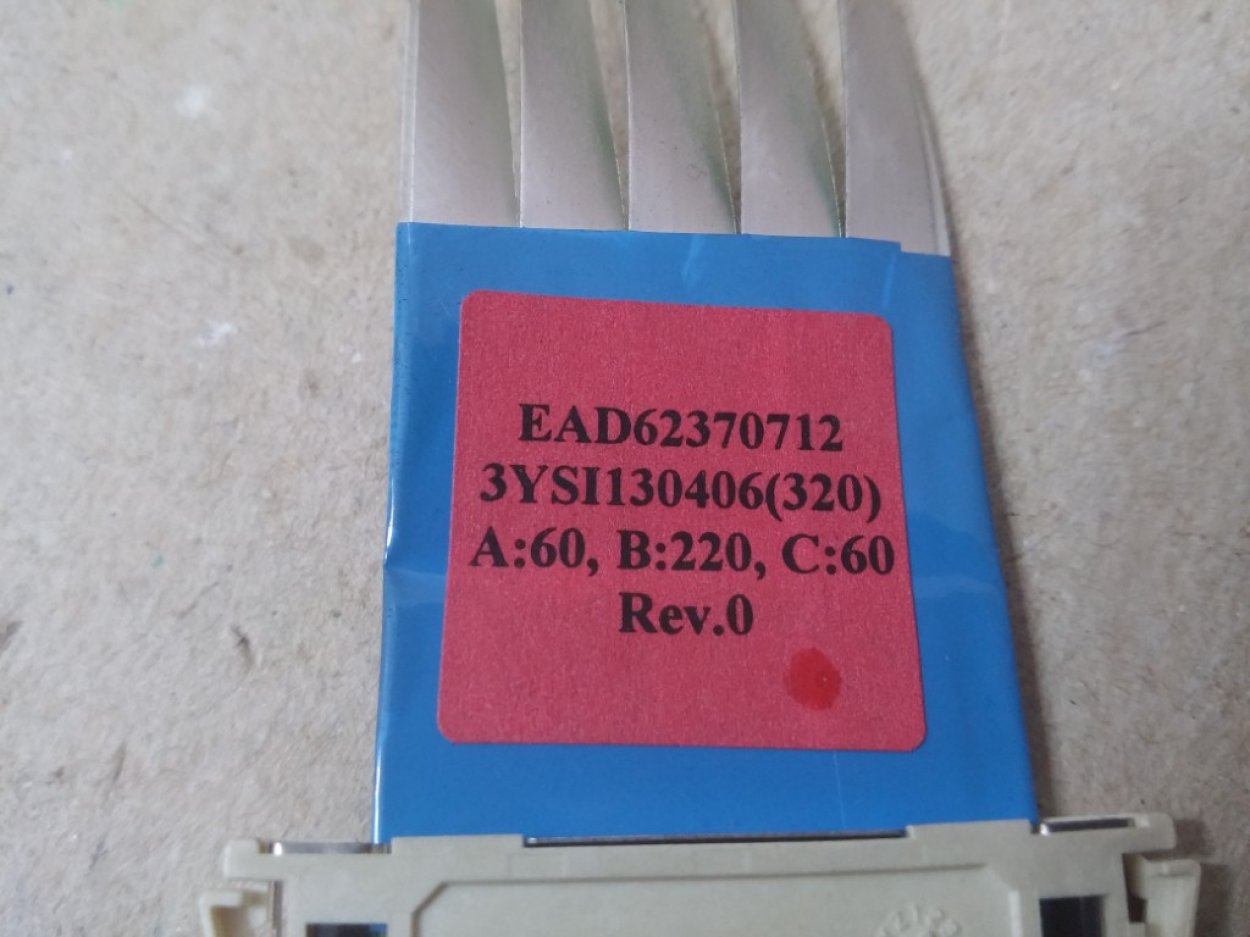 EAD62370712
3YSI130406(320)
A:60, B:220, C:60
Rev.0